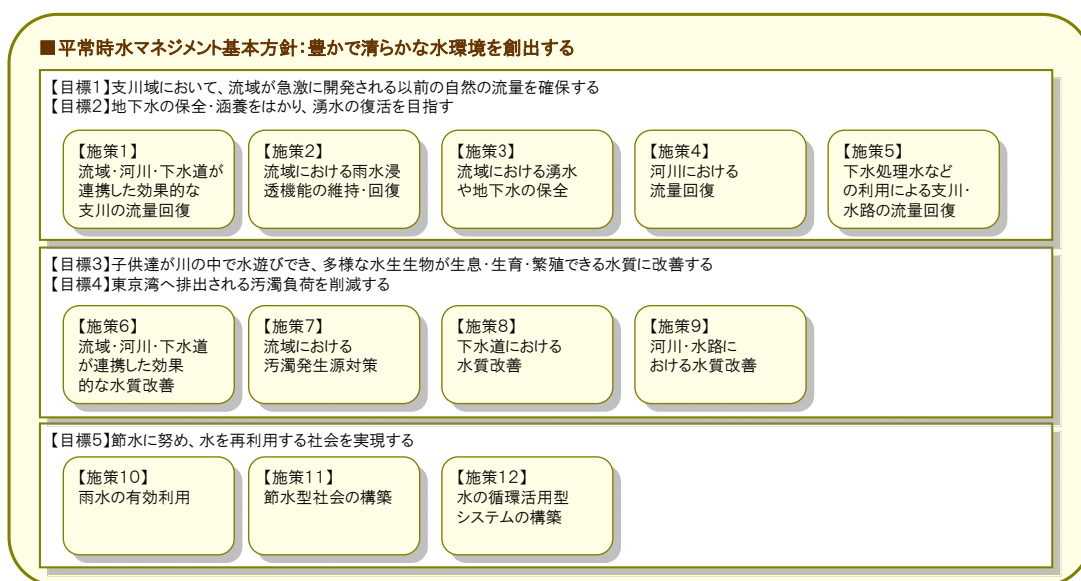 ■平常時水マネジメント基本方針:豊かで清らかな水環境を創出する
【目標1】支川域において、流域が急激に開発される以前の自然の流量を確保する
【目標2】地下水の保全・涵養をはかり、湧水の復活を目指す
【施策1】
流域・河川・下水道が
連携した効果的な
支川の流量回復
【施策2】
流域における雨水浸
透機能の維持・回復
【施策3】
流域における湧水
や地下水の保全
【施策4】
河川における
流量回復
【施策5】
下水処理水など
の利用による支川・
水路の流量回復
【目標3】子供達が川の中で水遊びでき、多様な水生生物が生息・生育・繁殖できる水質に改善する
【目標4】東京湾へ排出される汚濁負荷を削減する
【施策6】
流域・河川・下水道
が連携した効果
的な水質改善
【施策7】
流域における
汚濁発生源対策
【施策8】
下水道における
水質改善
【施策9】
河川・水路に
おける水質改善
【目標5】節水に努め、水を再利用する社会を実現する
【施策10】
雨水の有効利用
【施策11】
節水型社会の構築
【施策12】
水の循環活用型
システムの構築